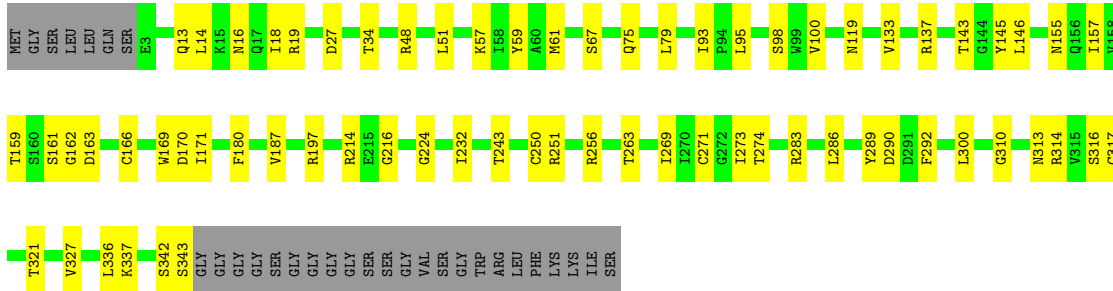 MET GLY SER LEU LEU GLN SER E3 Q13 L14 K15 N16 Q17 I18 R19 D27 T34 R48 L51 K57 I58 Y59 A60 M61 S67 Q75 L79 I93 P94 L95 S98 W99 V100 N119 V133 R137 T143 G144 Y145 L146 N155 Q156 I157 V158
T159 S160 S161 G162 D163 C166 W169 D170 I171 F180 V187 R197 R214 E215 G216 G224 I232 T243 C250 R251 R256 T263 I269 I270 C271 G272 I273 T274 R283 L286 Y289 D290 D291 F292 L300 G310 N313 R314 V315 S316 G317
T321 V327 L336 K337 S342 S343 GLY GLY GLY GLY SER GLY GLY GLY GLY SER SER GLY VAL SER GLY TRP ARG LEU PHE LYS LYS ILE SER